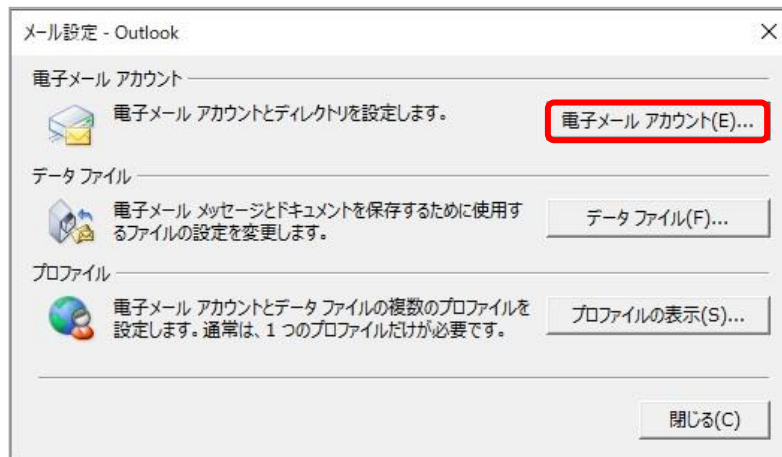 メール設定 - Outlook
電子メール アカウント
電子メール アカウントとディレクトリを設定します。
電子メール アカウント(E)...
データ ファイル
電子メール メッセージとドキュメントを保存するために使用す
るファイルの設定を変更します。
データ ファイル(F)...
プロファイル
電子メール アカウントとデータ ファイルの複数のプロファイルを
設定します。通常は、1 つのプロファイルだけが必要です。
プロファイルの表示(S)...
閉じる(C)